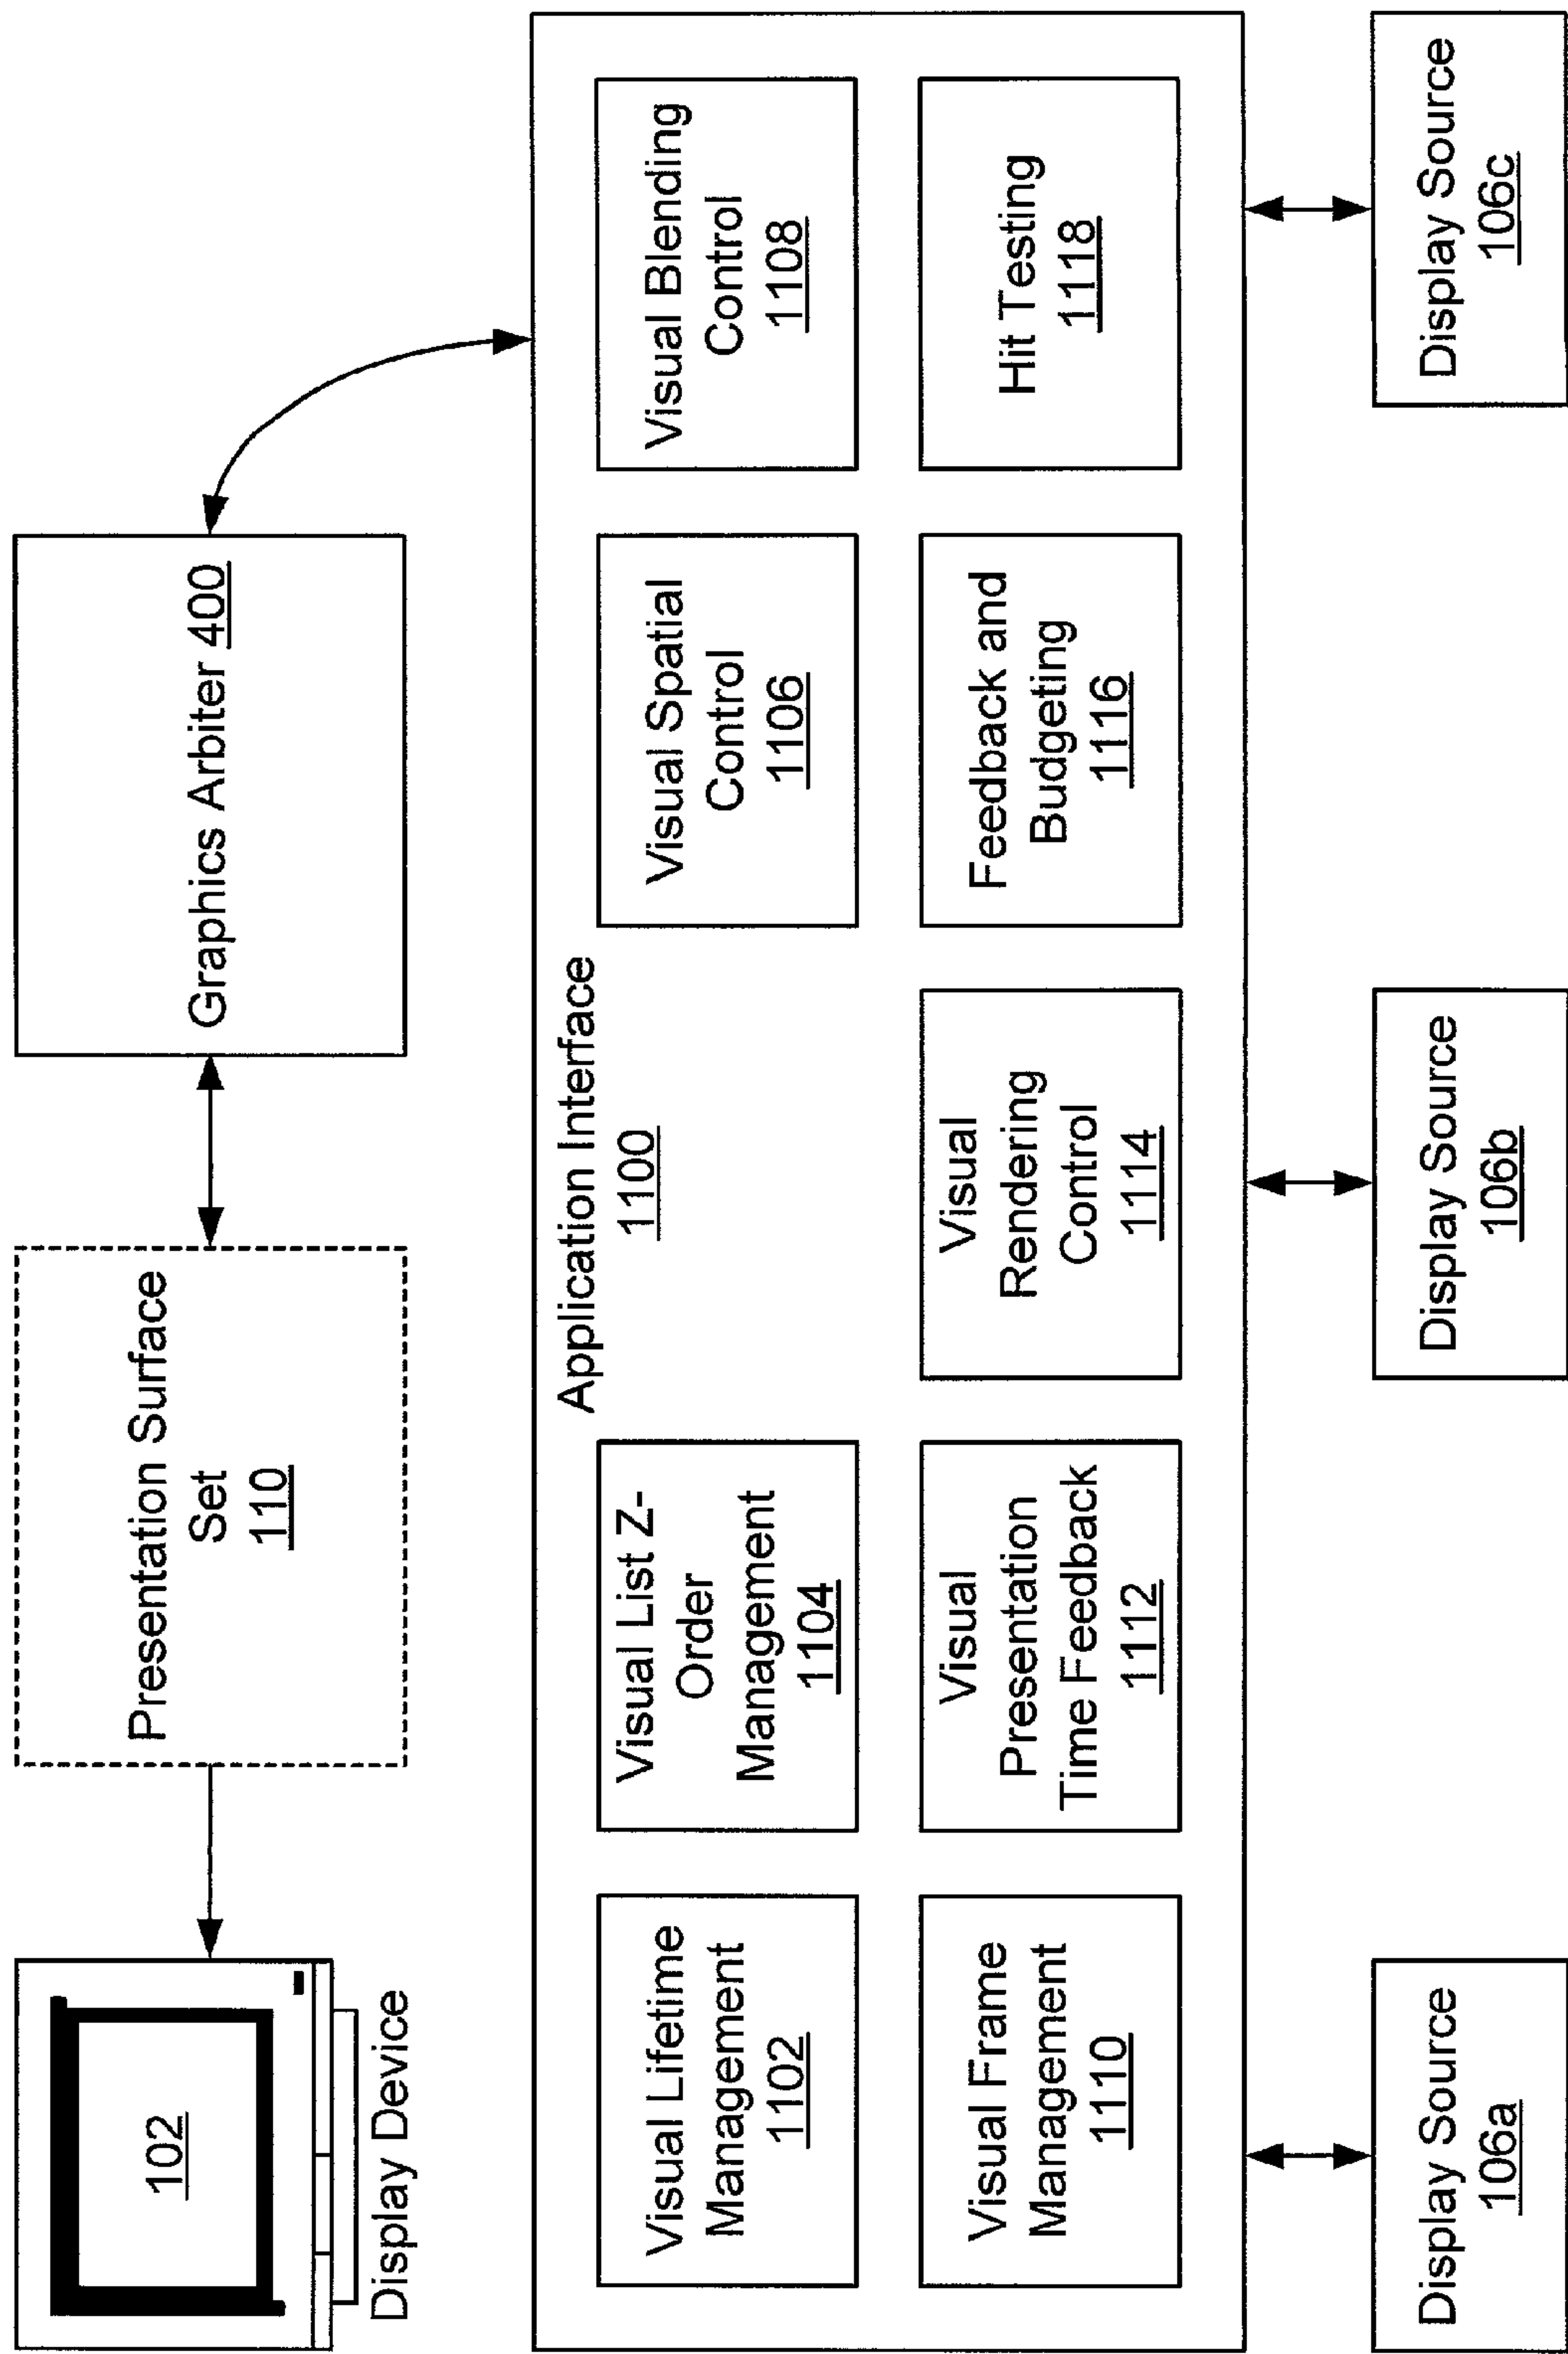 102
Display Device
Presentation Surface
Set
110
Graphics Arbiter 400
Application Interface
1100
Visual Lifetime
Management
1102
Visual List Z-
Order
Management
1104
Visual Spatial
Control
1106
Visual Blending
Control
1108
Visual Frame
Management
1110
Visual
Presentation
Time Feedback
1112
Visual
Rendering
Control
1114
Feedback and
Budgeting
1116
Hit Testing
1118
Display Source
106a
Display Source
106b
Display Source
106c